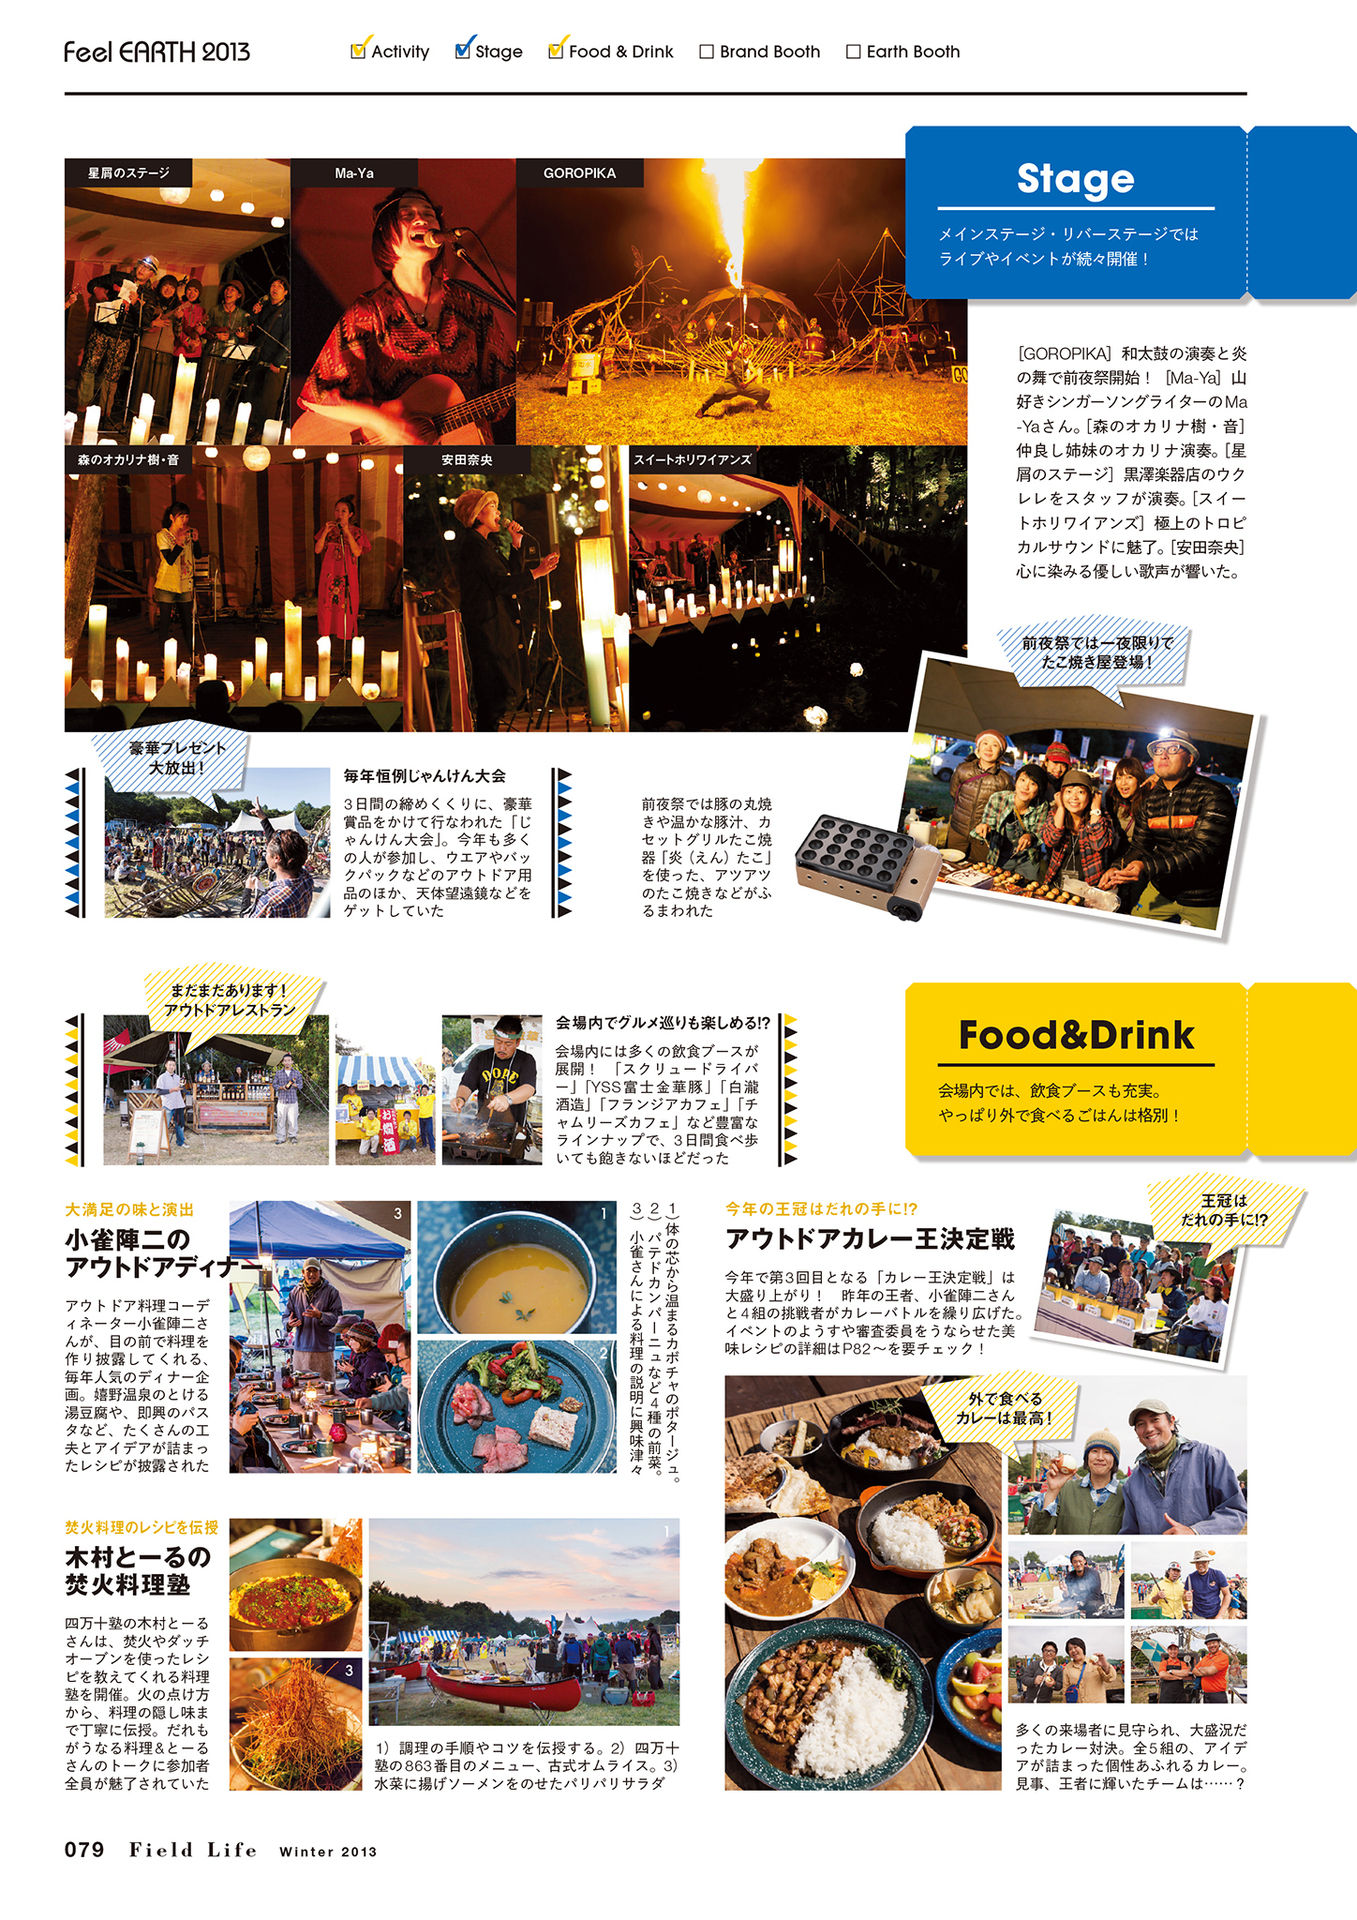 Feel EARTH 2013
Activity
Stage
Food & Drink
Brand Booth
Earth Booth
Stage
メインステージ・リバーステージでは
ライブやイベントが続々開催！
星屑のステージ
Ma-Ya
GOROPIKA
森のオカリナ樹・音
安田奈央
スイートホリワイアンズ
［GOROPIKA］和太鼓の演奏と炎
の舞で前夜祭開始！［Ma-Ya］山
好きシンガーソングライターのMa
-Yaさん。［森のオカリナ樹・音］
仲良し姉妹のオカリナ演奏。［星
屑のステージ］黒澤楽器店のウク
レレをスタッフが演奏。［スイー
トホリワイアンズ］極上のトロピ
カルサウンドに魅了。［安田奈央］
心に染みる優しい歌声が響いた。
前夜祭では一夜限りで
たこ焼き屋登場！
豪華プレゼント
大放出！
毎年恒例じゃんけん大会
3日間の締めくくりに、豪華
賞品をかけて行なわれた「じ
ゃんけん大会」。今年も多く
の人が参加し、ウエアやバッ
クパックなどのアウトドア用
品のほか、天体望遠鏡などを
ゲットしていた
前夜祭では豚の丸焼
きや温かな豚汁、カ
セットグリルたこ焼
器「炎（えん）たこ」
を使った、アツアツ
のたこ焼きなどがふ
るまわれた
Food&Drink
会場内では、飲食ブースも充実。
やっぱり外で食べるごはんは格別！
まだまだあります！
アウトドアレストラン
お燗酒
DOPE
会場内でグルメ巡りも楽しめる!?
会場内には多くの飲食ブースが
展開！　「スクリュードライバ
ー」「YSS富士金華豚」「白瀧
酒造」「フランジアカフェ」「チ
ャムリーズカフェ」など豊富な
ラインナップで、3日間食べ歩
いても飽きないほどだった
大満足の味と演出
小雀陣二の
アウトドアディナー
アウトドア料理コーデ
ィネーター小雀陣二さ
んが、目の前で料理を
作り披露してくれる、
毎年人気のディナー企
画。嬉野温泉のとける
湯豆腐や、即興のパス
タなど、たくさんの工
夫とアイデアが詰まっ
たレシピが披露された
3
1
2
1）体の芯から温まるカボチャのポタージュ。
2）パテドカンパーニュなど4種の前菜。
3）小雀さんによる料理の説明に興味津々
焚火料理のレシピを伝授
木村とーるの
焚火料理塾
四万十塾の木村とーる
さんは、焚火やダッチ
オーブンを使ったレシ
ピを教えてくれる料理
塾を開催。火の点け方
から、料理の隠し味ま
で丁寧に伝授。だれも
がうなる料理＆とーる
さんのトークに参加者
全員が魅了されていた
2
1
3
1）調理の手順やコツを伝授する。2）四万十
塾の863番目のメニュー、古式オムライス。3）
水菜に揚げソーメンをのせたパリパリサラダ
今年の王冠はだれの手に!?
アウトドアカレー王決定戦
今年で第3回目となる「カレー王決定戦」は
大盛り上がり！　昨年の王者、小雀陣二さん
と4組の挑戦者がカレーバトルを繰り広げた。
イベントのようすや審査委員をうならせた美
味レシピの詳細はP82〜を要チェック！
王冠は
だれの手に!?
外で食べる
カレーは最高！
多くの来場者に見守られ、大盛況だ
ったカレー対決。全5組の、アイデ
アが詰まった個性あふれるカレー。
見事、王者に輝いたチームは……？
079 Field Life Winter 2013